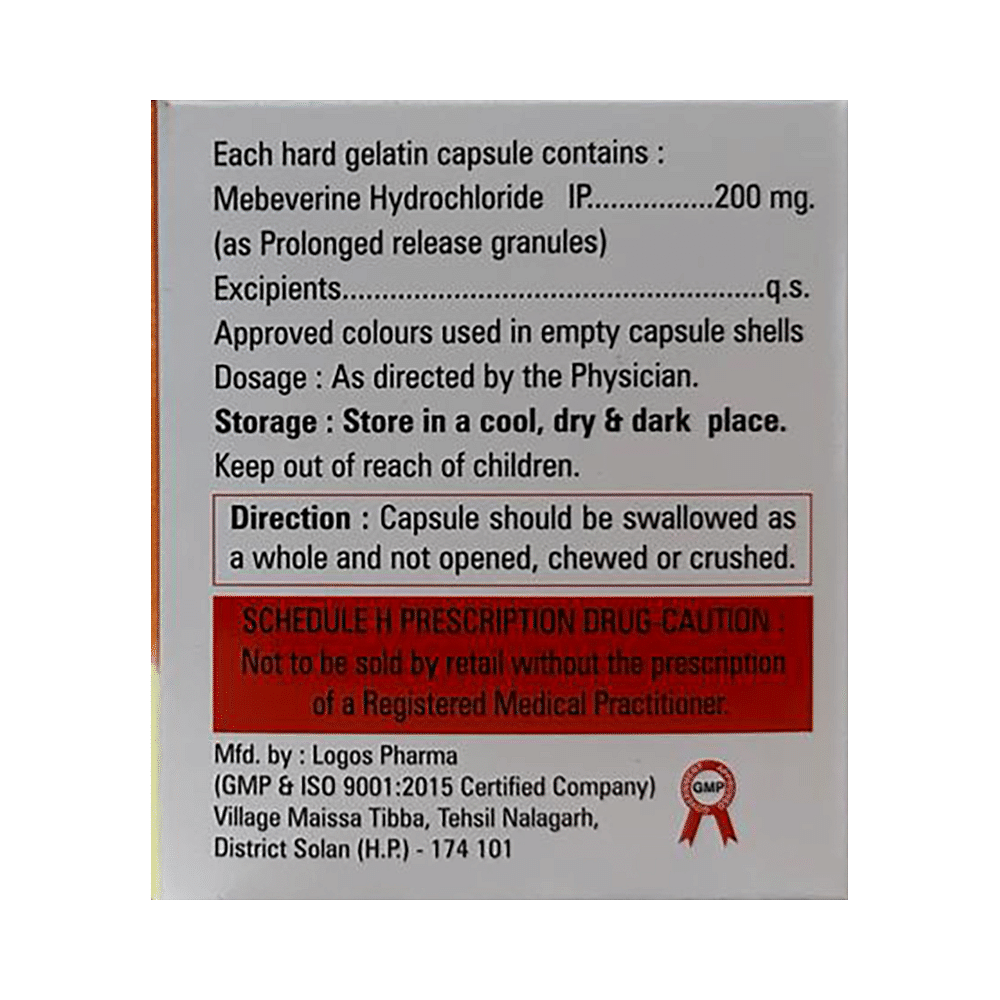 Each hard gelatin capsule contains :
Mebeverine Hydrochloride IP................200 mg.
(as Prolonged release granules)
Excipients.....................................................q.s.
Approved colours used in empty capsule shells
Dosage : As directed by the Physician.
Storage : Store in a cool, dry & dark place.
Keep out of reach of children.
Direction : Capsule should be swallowed as
a whole and not opened, chewed or crushed.
SCHEDULE H PRESCRIPTION DRUG-CAUTION :
Not to be sold by retail without the prescription
of a Registered Medical Practitioner.
Mfd. by : Logos Pharma
(GMP & ISO 9001:2015 Certified Company)
Village Maissa Tibba, Tehsil Nalagarh,
District Solan (H.P.) - 174 101
GMP